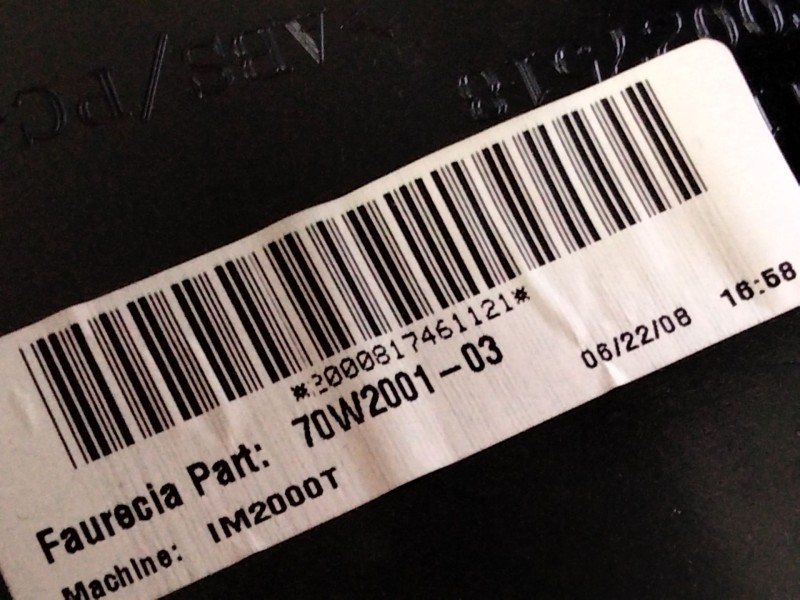 ABS/PC
*2000817461121*
Faurecia Part: 70W2001-03 06/22/08 16:58
Machine: IM2000T